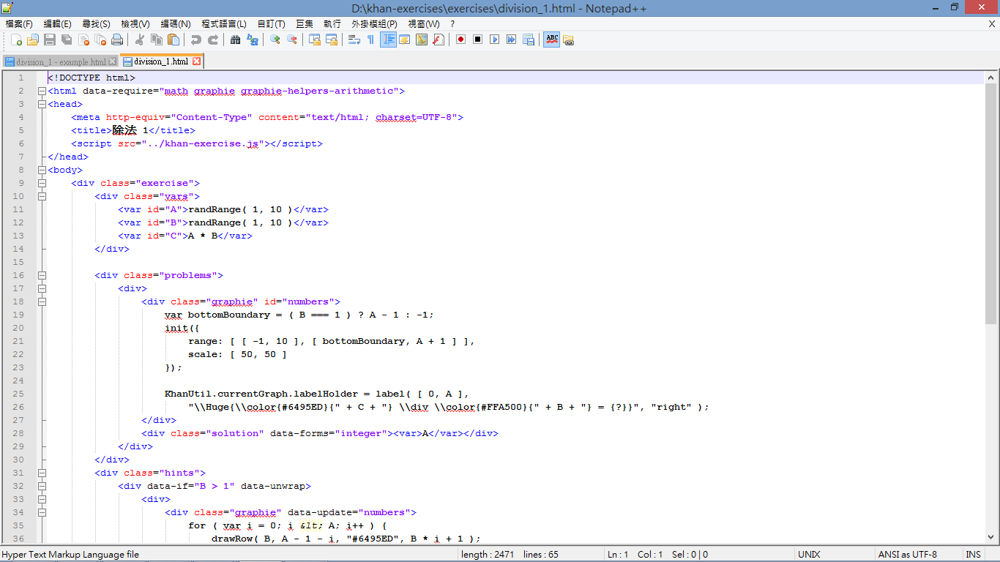 D:\khan-exercises\exercises\division_1.html - Notepad++
檔案(F) 編輯(E) 尋找(S) 檢視(V) 編碼(N) 程式語言(L) 自訂(T) 巨集 執行 外掛模組(P) 視窗(W) ? X
ABC
division_1 - example.html division_1.html
1 <!DOCTYPE html>
2 <html data-require="math graphie graphie-helpers-arithmetic">
3 <head>
4 <meta http-equiv="Content-Type" content="text/html; charset=UTF-8">
5 <title>除法 1</title>
6 <script src="../khan-exercise.js"></script>
7 </head>
8 <body>
9 <div class="exercise">
10 <div class="vars">
11 <var id="A">randRange( 1, 10 )</var>
12 <var id="B">randRange( 1, 10 )</var>
13 <var id="C">A * B</var>
14 </div>
15
16 <div class="problems">
17 <div>
18 <div class="graphie" id="numbers">
19 var bottomBoundary = ( B === 1 ) ? A - 1 : -1;
20 init({
21 range: [ [ -1, 10 ], [ bottomBoundary, A + 1 ] ],
22 scale: [ 50, 50 ]
23 });
24
25 KhanUtil.currentGraph.labelHolder = label( [ 0, A ],
26 "\\Huge{\\color{#6495ED}{" + C + "} \\div \\color{#FFA500}{" + B + "} = {?}}", "right" );
27 </div>
28 <div class="solution" data-forms="integer"><var>A</var></div>
29 </div>
30 </div>
31 <div class="hints">
32 <div data-if="B > 1" data-unwrap>
33 <div>
34 <div class="graphie" data-update="numbers">
35 for ( var i = 0; i &lt; A; i++ ) {
36 drawRow( B, A - 1 - i, "#6495ED", B * i + 1 );
Hyper Text Markup Language file length : 2471 lines : 65 Ln : 1 Col : 1 Sel : 0 | 0 UNIX ANSI as UTF-8 INS